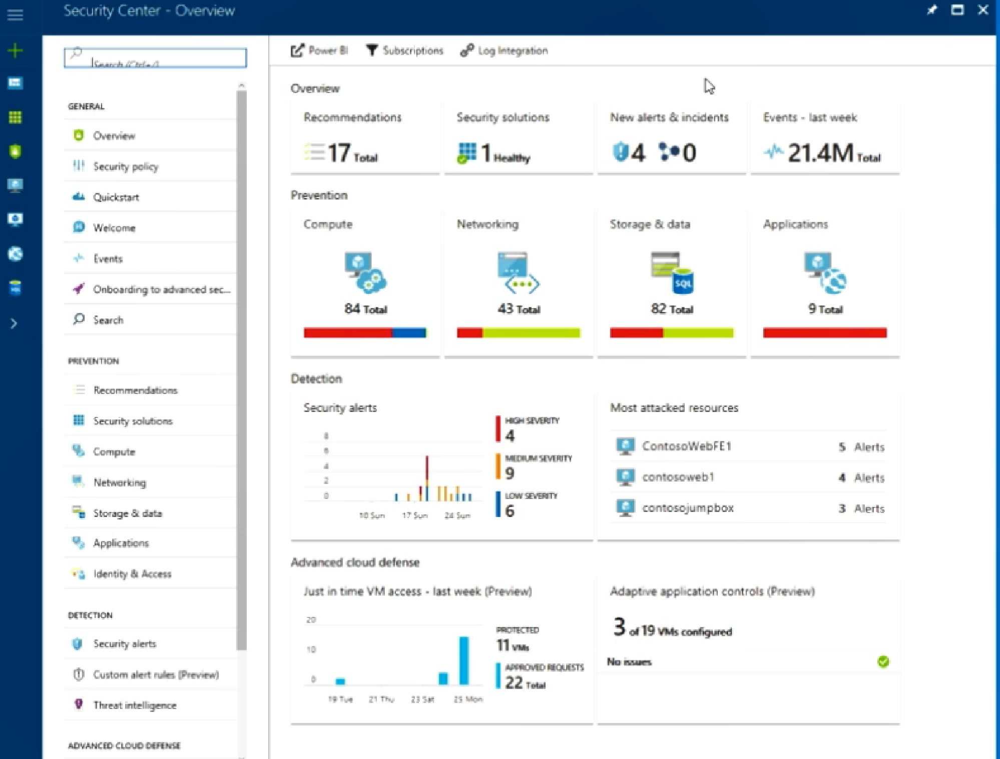 Security Center - Overview
Search (Ctrl+/)
GENERAL
Overview
Security policy
Quickstart
Welcome
Events
Onboarding to advanced sec...
Search
PREVENTION
Recommendations
Security solutions
Compute
Networking
Storage & data
Applications
Identity & Access
DETECTION
Security alerts
Custom alert rules (Preview)
Threat intelligence
ADVANCED CLOUD DEFENSE
Power BI Subscriptions Log Integration
Overview
Recommendations
17 Total
Security solutions
1 Healthy
New alerts & incidents
4 0
Events - last week
21.4M Total
Prevention
Compute
84 Total
Networking
43 Total
Storage & data
SQL
82 Total
Applications
9 Total
Detection
Security alerts
8
6
4
2
0
10 Sun 17 Sun 24 Sun
HIGH SEVERITY
4
MEDIUM SEVERITY
9
LOW SEVERITY
6
Most attacked resources
ContosoWebFE1 5 Alerts
contosoweb1 4 Alerts
contosojumpbox 3 Alerts
Advanced cloud defense
Just in time VM access - last week (Preview)
20
10
0
19 Tue 21 Thu 23 Sat 25 Mon
PROTECTED
11 VMs
APPROVED REQUESTS
22 Total
Adaptive application controls (Preview)
3 of 19 VMs configured
No issues